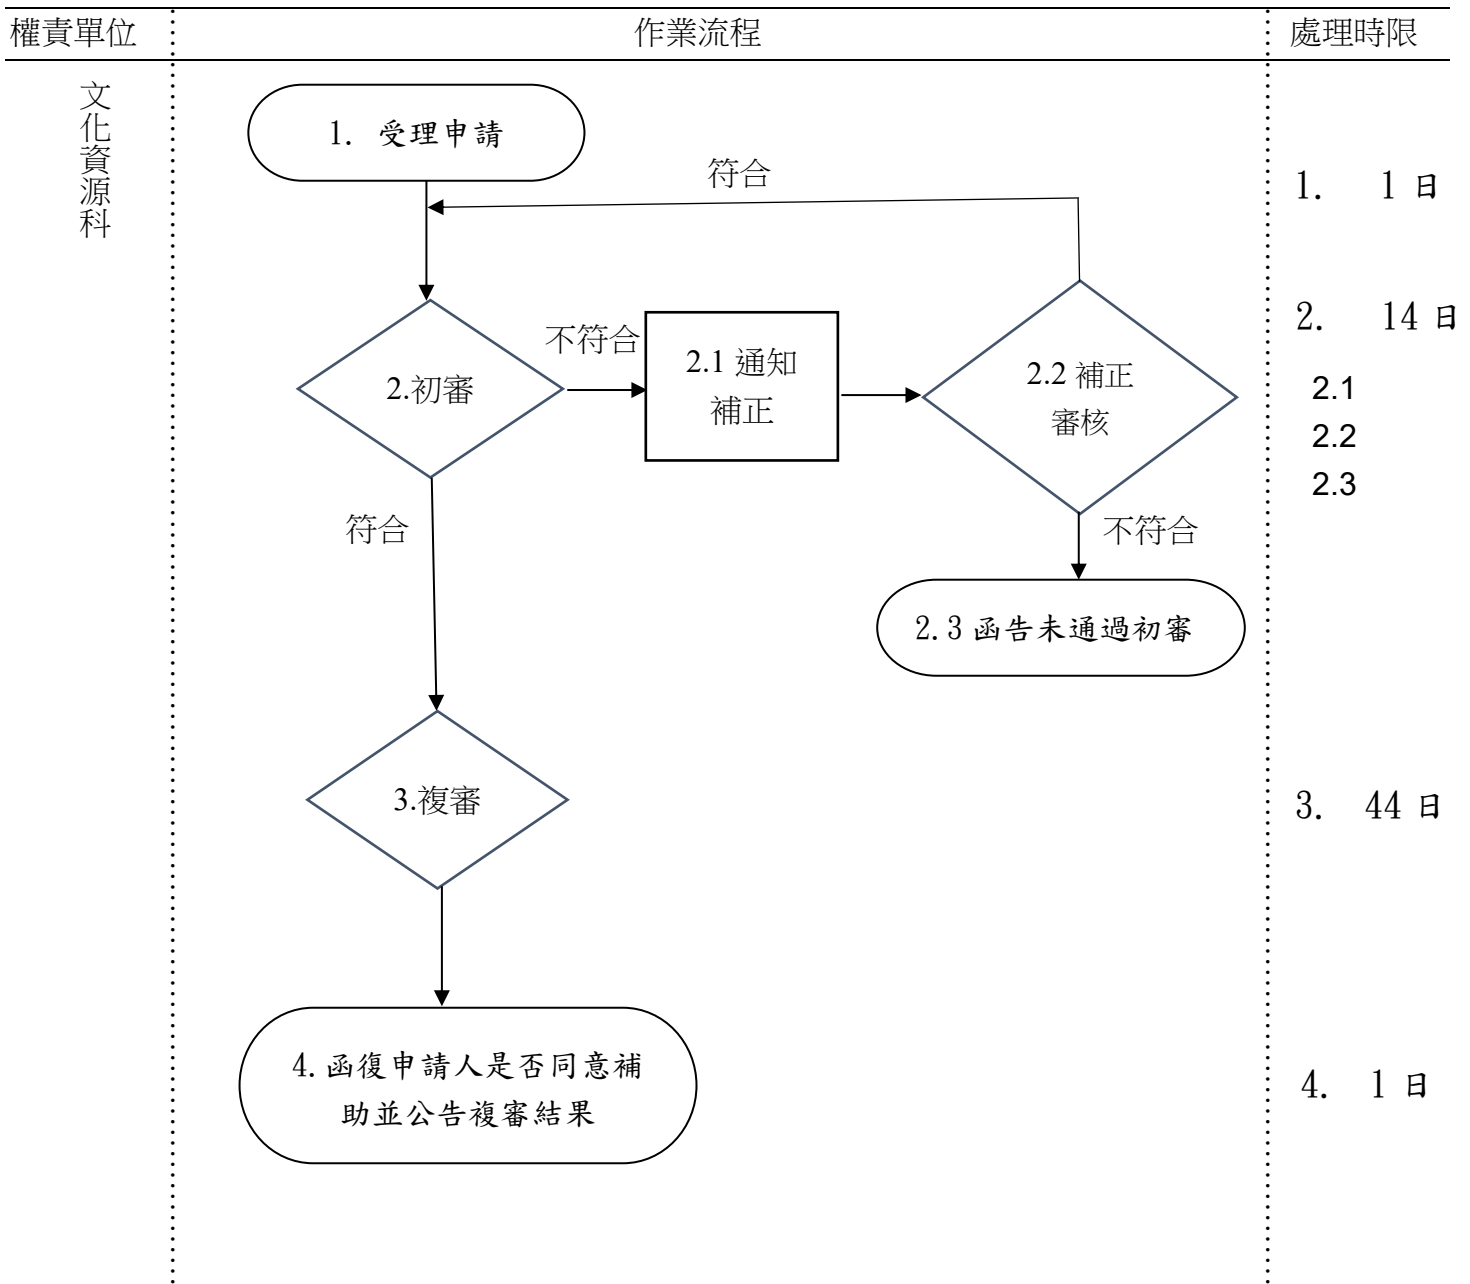 權責單位
作業流程
處理時限
文化資源科
1. 受理申請
符合
1. 1 日
2.初審
不符合
2.1 通知
補正
2.2 補正
審核
2. 14 日
2.1
2.2
2.3
符合
不符合
2.3 函告未通過初審
3.複審
3. 44 日
4.函復申請人是否同意補
助並公告複審結果
4. 1 日